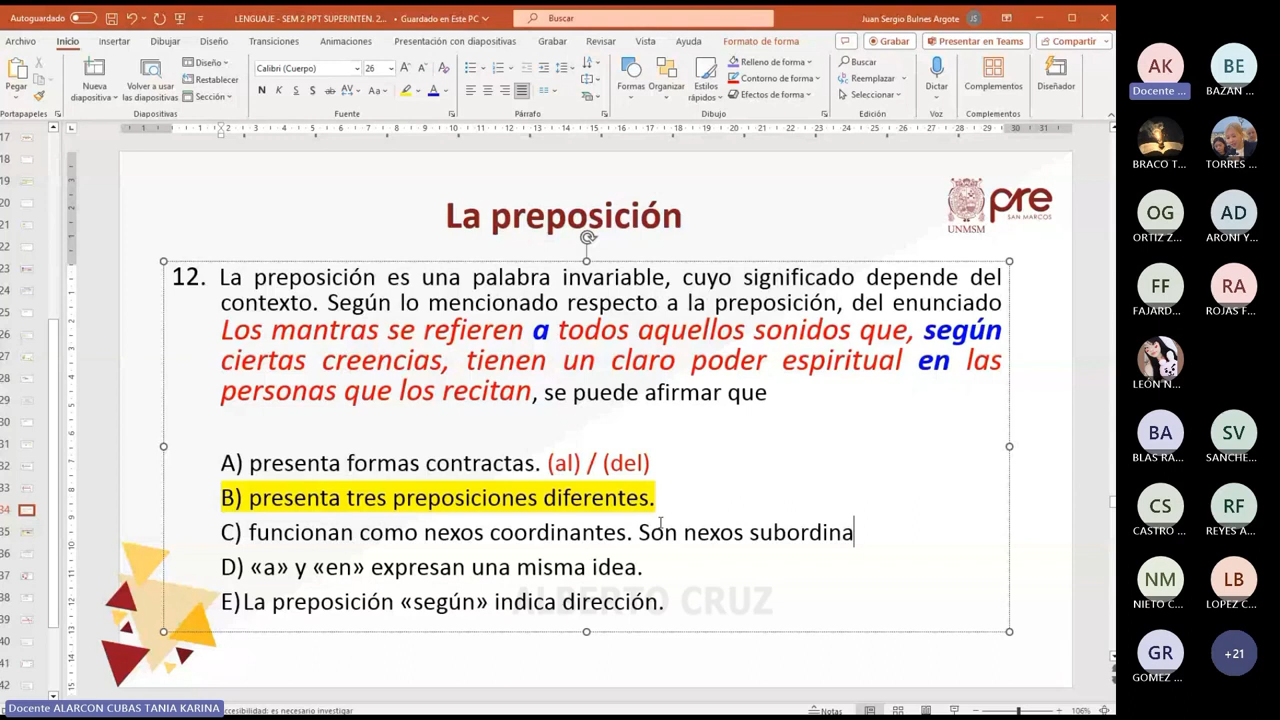 Autoguardado
LENGUAJE - SEM 2 PPT SUPERINTEN. 2... • Guardado en Este PC
Buscar
Juan Sergio Bulnes Argote
JS
Archivo Inicio Insertar Dibujar Diseño Transiciones Animaciones Presentación con diapositivas Grabar Revisar Vista Ayuda Formato de forma
Grabar
Presentar en Teams
Compartir
Pegar
Nueva diapositiva
Volver a usar las diapositivas
Diseño
Restablecer
Sección
Calibri (Cuerpo) 26
N K S
Formas
Organizar
Estilos rápidos
Relleno de forma
Contorno de forma
Efectos de forma
Buscar
Reemplazar
Seleccionar
Dictar
Complementos
Diseñador
Portapapeles
Diapositivas
Fuente
Párrafo
Dibujo
Edición
Voz
Complementos
La preposición
UNMSM
pre
SAN MARCOS
12. La preposición es una palabra invariable, cuyo significado depende del
contexto. Según lo mencionado respecto a la preposición, del enunciado
Los mantras se refieren a todos aquellos sonidos que, según
ciertas creencias, tienen un claro poder espiritual en las
personas que los recitan, se puede afirmar que
A) presenta formas contractas. (al) / (del)
B) presenta tres preposiciones diferentes.
C) funcionan como nexos coordinantes. Son nexos subordina
D) «a» y «en» expresan una misma idea.
E) La preposición «según» indica dirección.
ALBERTO CRUZ
Docente ALARCON CUBAS TANIA KARINA
accesibilidad: es necesario investigar
Notas
106%
AK
Docente ...
BE
BAZAN ...
BRACO T...
TORRES ...
OG
ORTIZ Z...
AD
ARONI Y...
FF
FAJARD...
RA
ROJAS F...
LEÓN N...
BA
BLAS RA...
SV
SANCHE...
CS
CASTRO ...
RF
REYES A...
NM
NIETO C...
LB
LOPEZ C...
GR
GOMEZ ...
+21